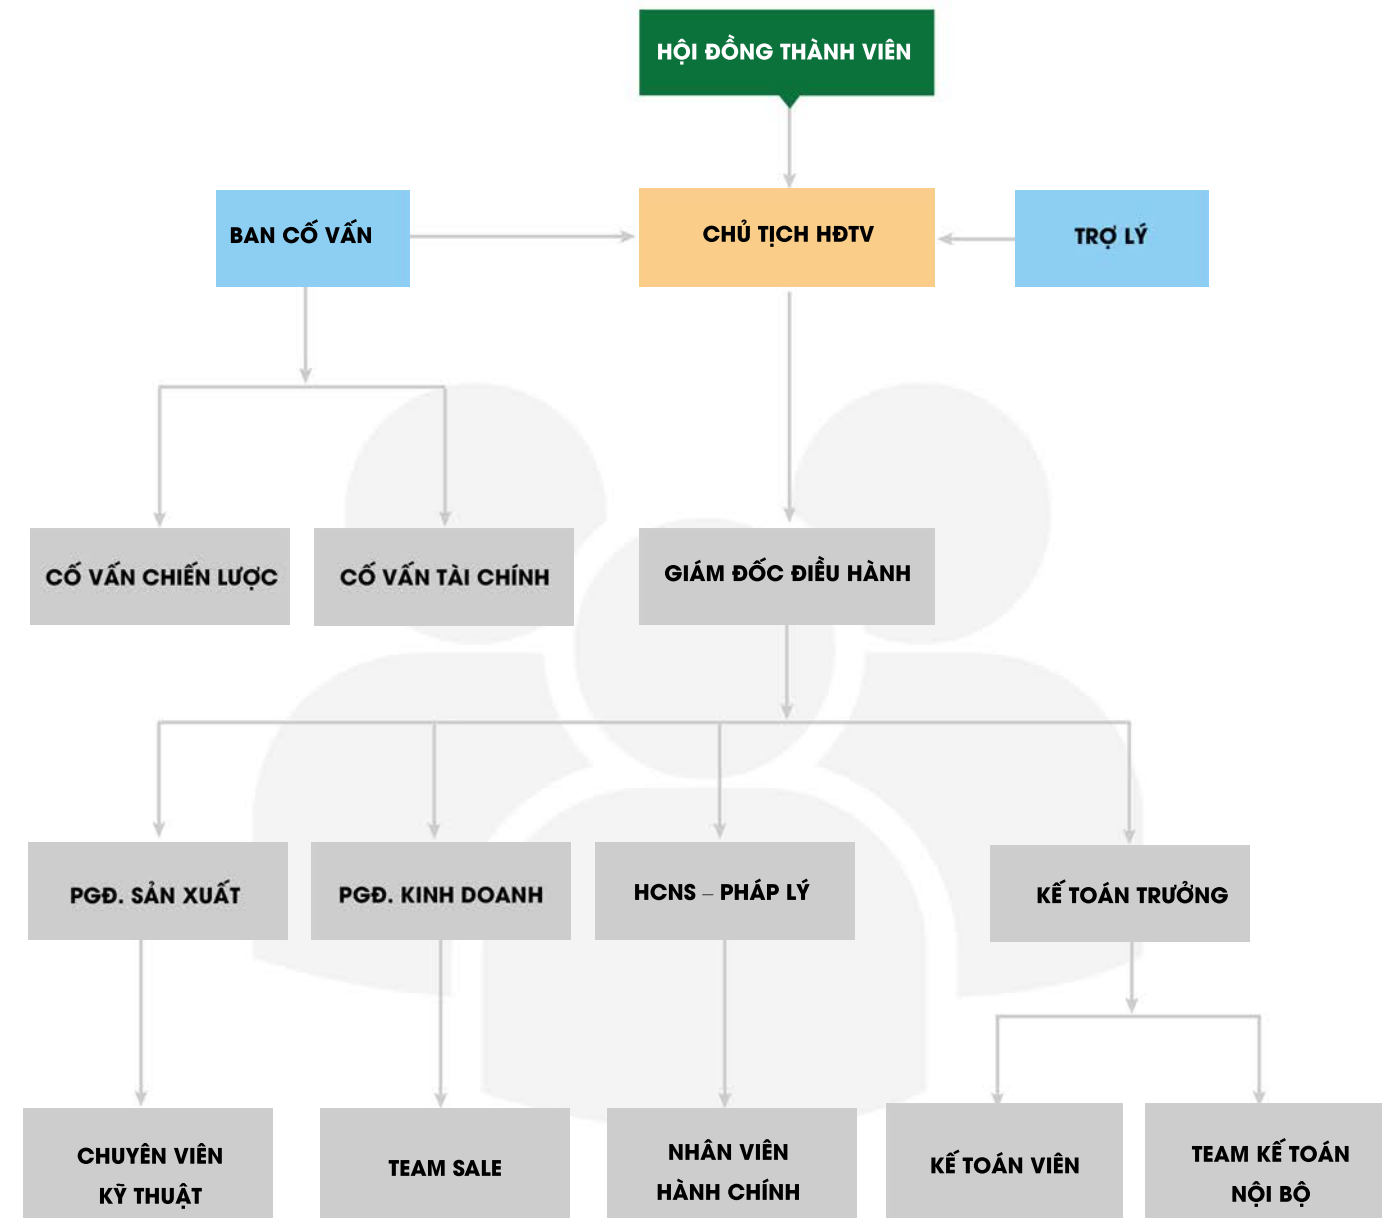 HỘI ĐỒNG THÀNH VIÊN
BAN CỐ VẤN
CHỦ TỊCH HĐTV
TRỢ LÝ
CỐ VẤN CHIẾN LƯỢC
CỐ VẤN TÀI CHÍNH
GIÁM ĐỐC ĐIỀU HÀNH
PGĐ. SẢN XUẤT
PGĐ. KINH DOANH
HCNS – PHÁP LÝ
KẾ TOÁN TRƯỞNG
CHUYÊN VIÊN
KỸ THUẬT
TEAM SALE
NHÂN VIÊN
HÀNH CHÍNH
KẾ TOÁN VIÊN
TEAM KẾ TOÁN
NỘI BỘ